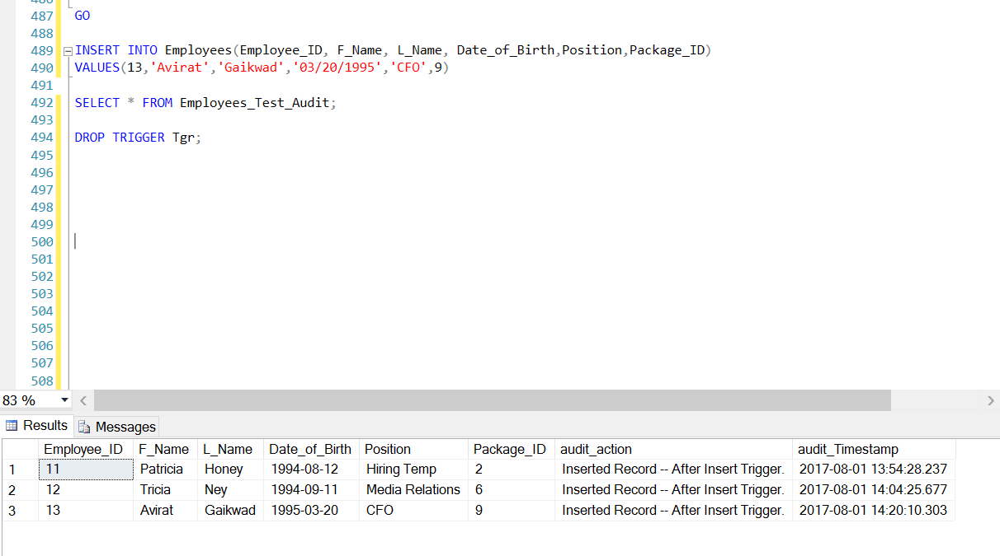 486
487 GO
488
489 INSERT INTO Employees(Employee_ID, F_Name, L_Name, Date_of_Birth,Position,Package_ID)
490 VALUES(13,'Avirat','Gaikwad','03/20/1995','CFO',9)
491
492 SELECT * FROM Employees_Test_Audit;
493
494 DROP TRIGGER Tgr;
495
496
497
498
499
500
501
502
503
504
505
506
507
508
83 %
Results Messages
Employee_ID F_Name L_Name Date_of_Birth Position Package_ID audit_action audit_Timestamp
1 11 Patricia Honey 1994-08-12 Hiring Temp 2 Inserted Record -- After Insert Trigger. 2017-08-01 13:54:28.237
2 12 Tricia Ney 1994-09-11 Media Relations 6 Inserted Record -- After Insert Trigger. 2017-08-01 14:04:25.677
3 13 Avirat Gaikwad 1995-03-20 CFO 9 Inserted Record -- After Insert Trigger. 2017-08-01 14:20:10.303